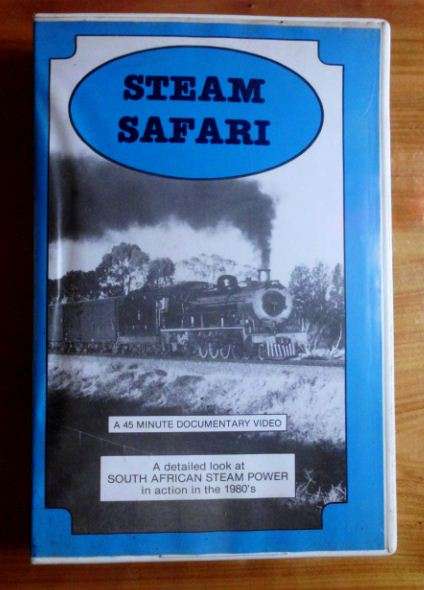 STEAM
SAFARI
A 45 MINUTE DOCUMENTARY VIDEO
A detailed look at
SOUTH AFRICAN STEAM POWER
in action in the 1980's